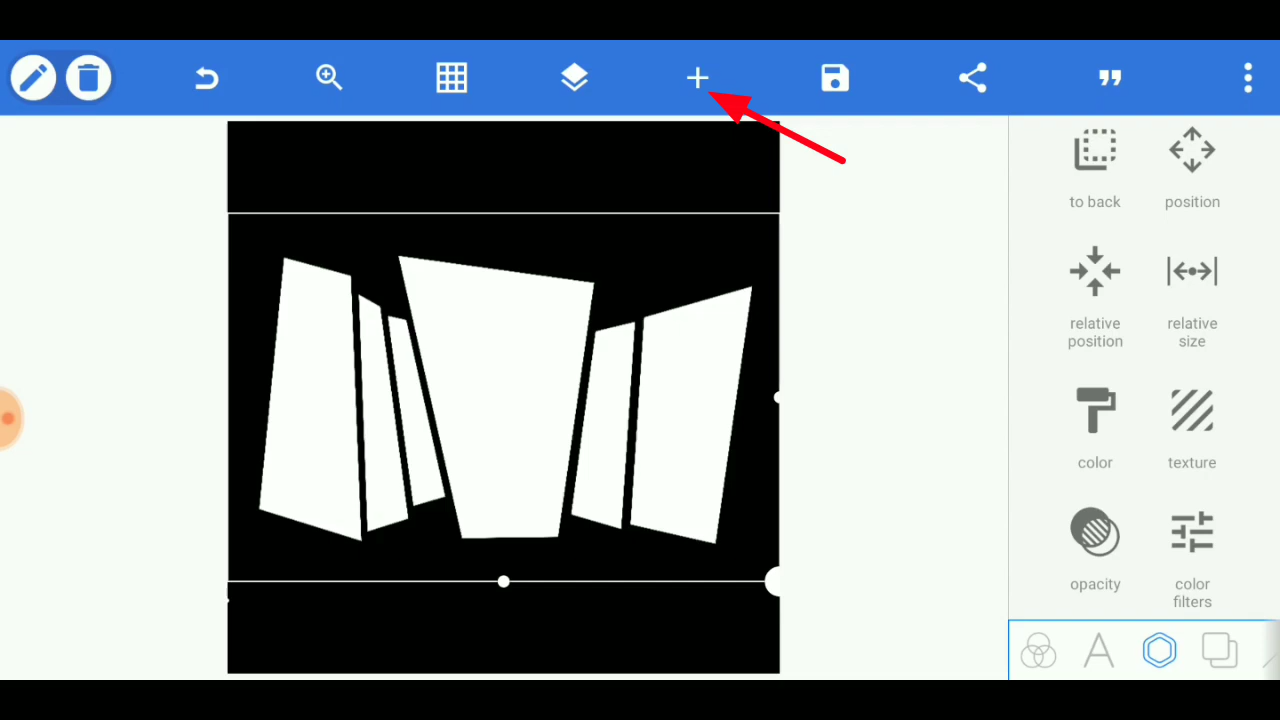 to back
position
relative
position
relative
size
color
texture
opacity
color
filters